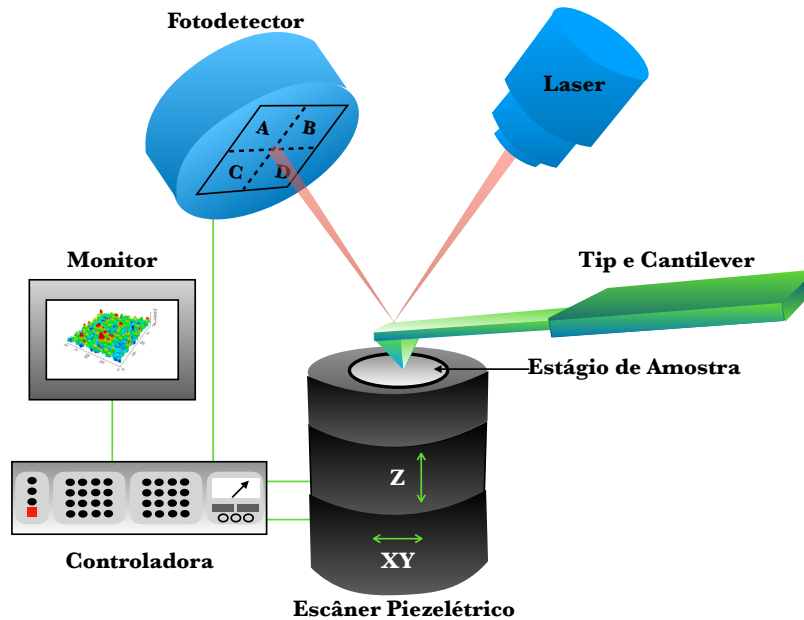 Fotodetector
Laser
A
B
C
D
Monitor
Tip e Cantilever
Estágio de Amostra
Z
XY
Controladora
Escâner Piezelétrico